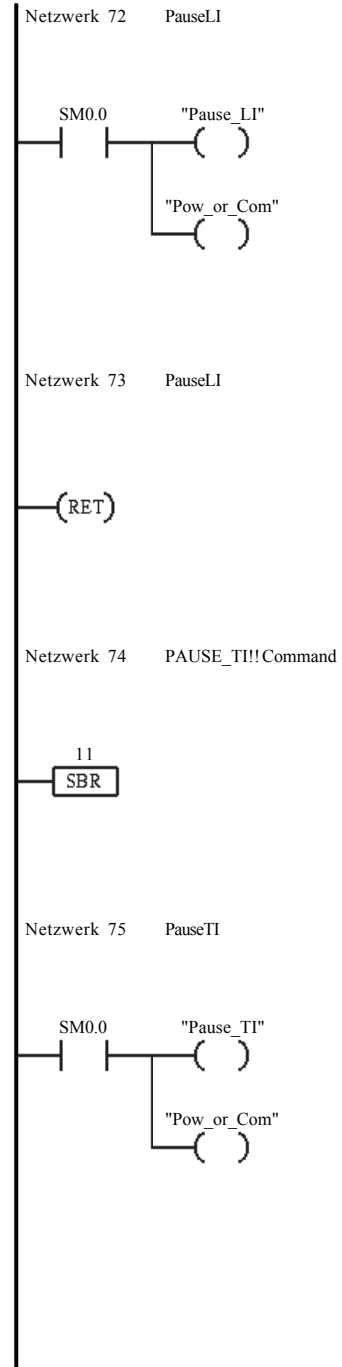 Netzwerk 72 PauseLI
SM0.0 "Pause_LI"
"Pow_or_Com"
Netzwerk 73 PauseLI
RET
Netzwerk 74 PAUSE_TI!! Command
11
SBR
Netzwerk 75 PauseTI
SM0.0 "Pause_TI"
"Pow_or_Com"